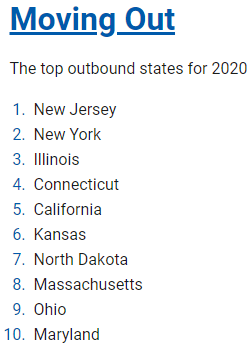 Moving Out
The top outbound states for 2020
1. New Jersey
2. New York
3. Illinois
4. Connecticut
5. California
6. Kansas
7. North Dakota
8. Massachusetts
9. Ohio
10. Maryland